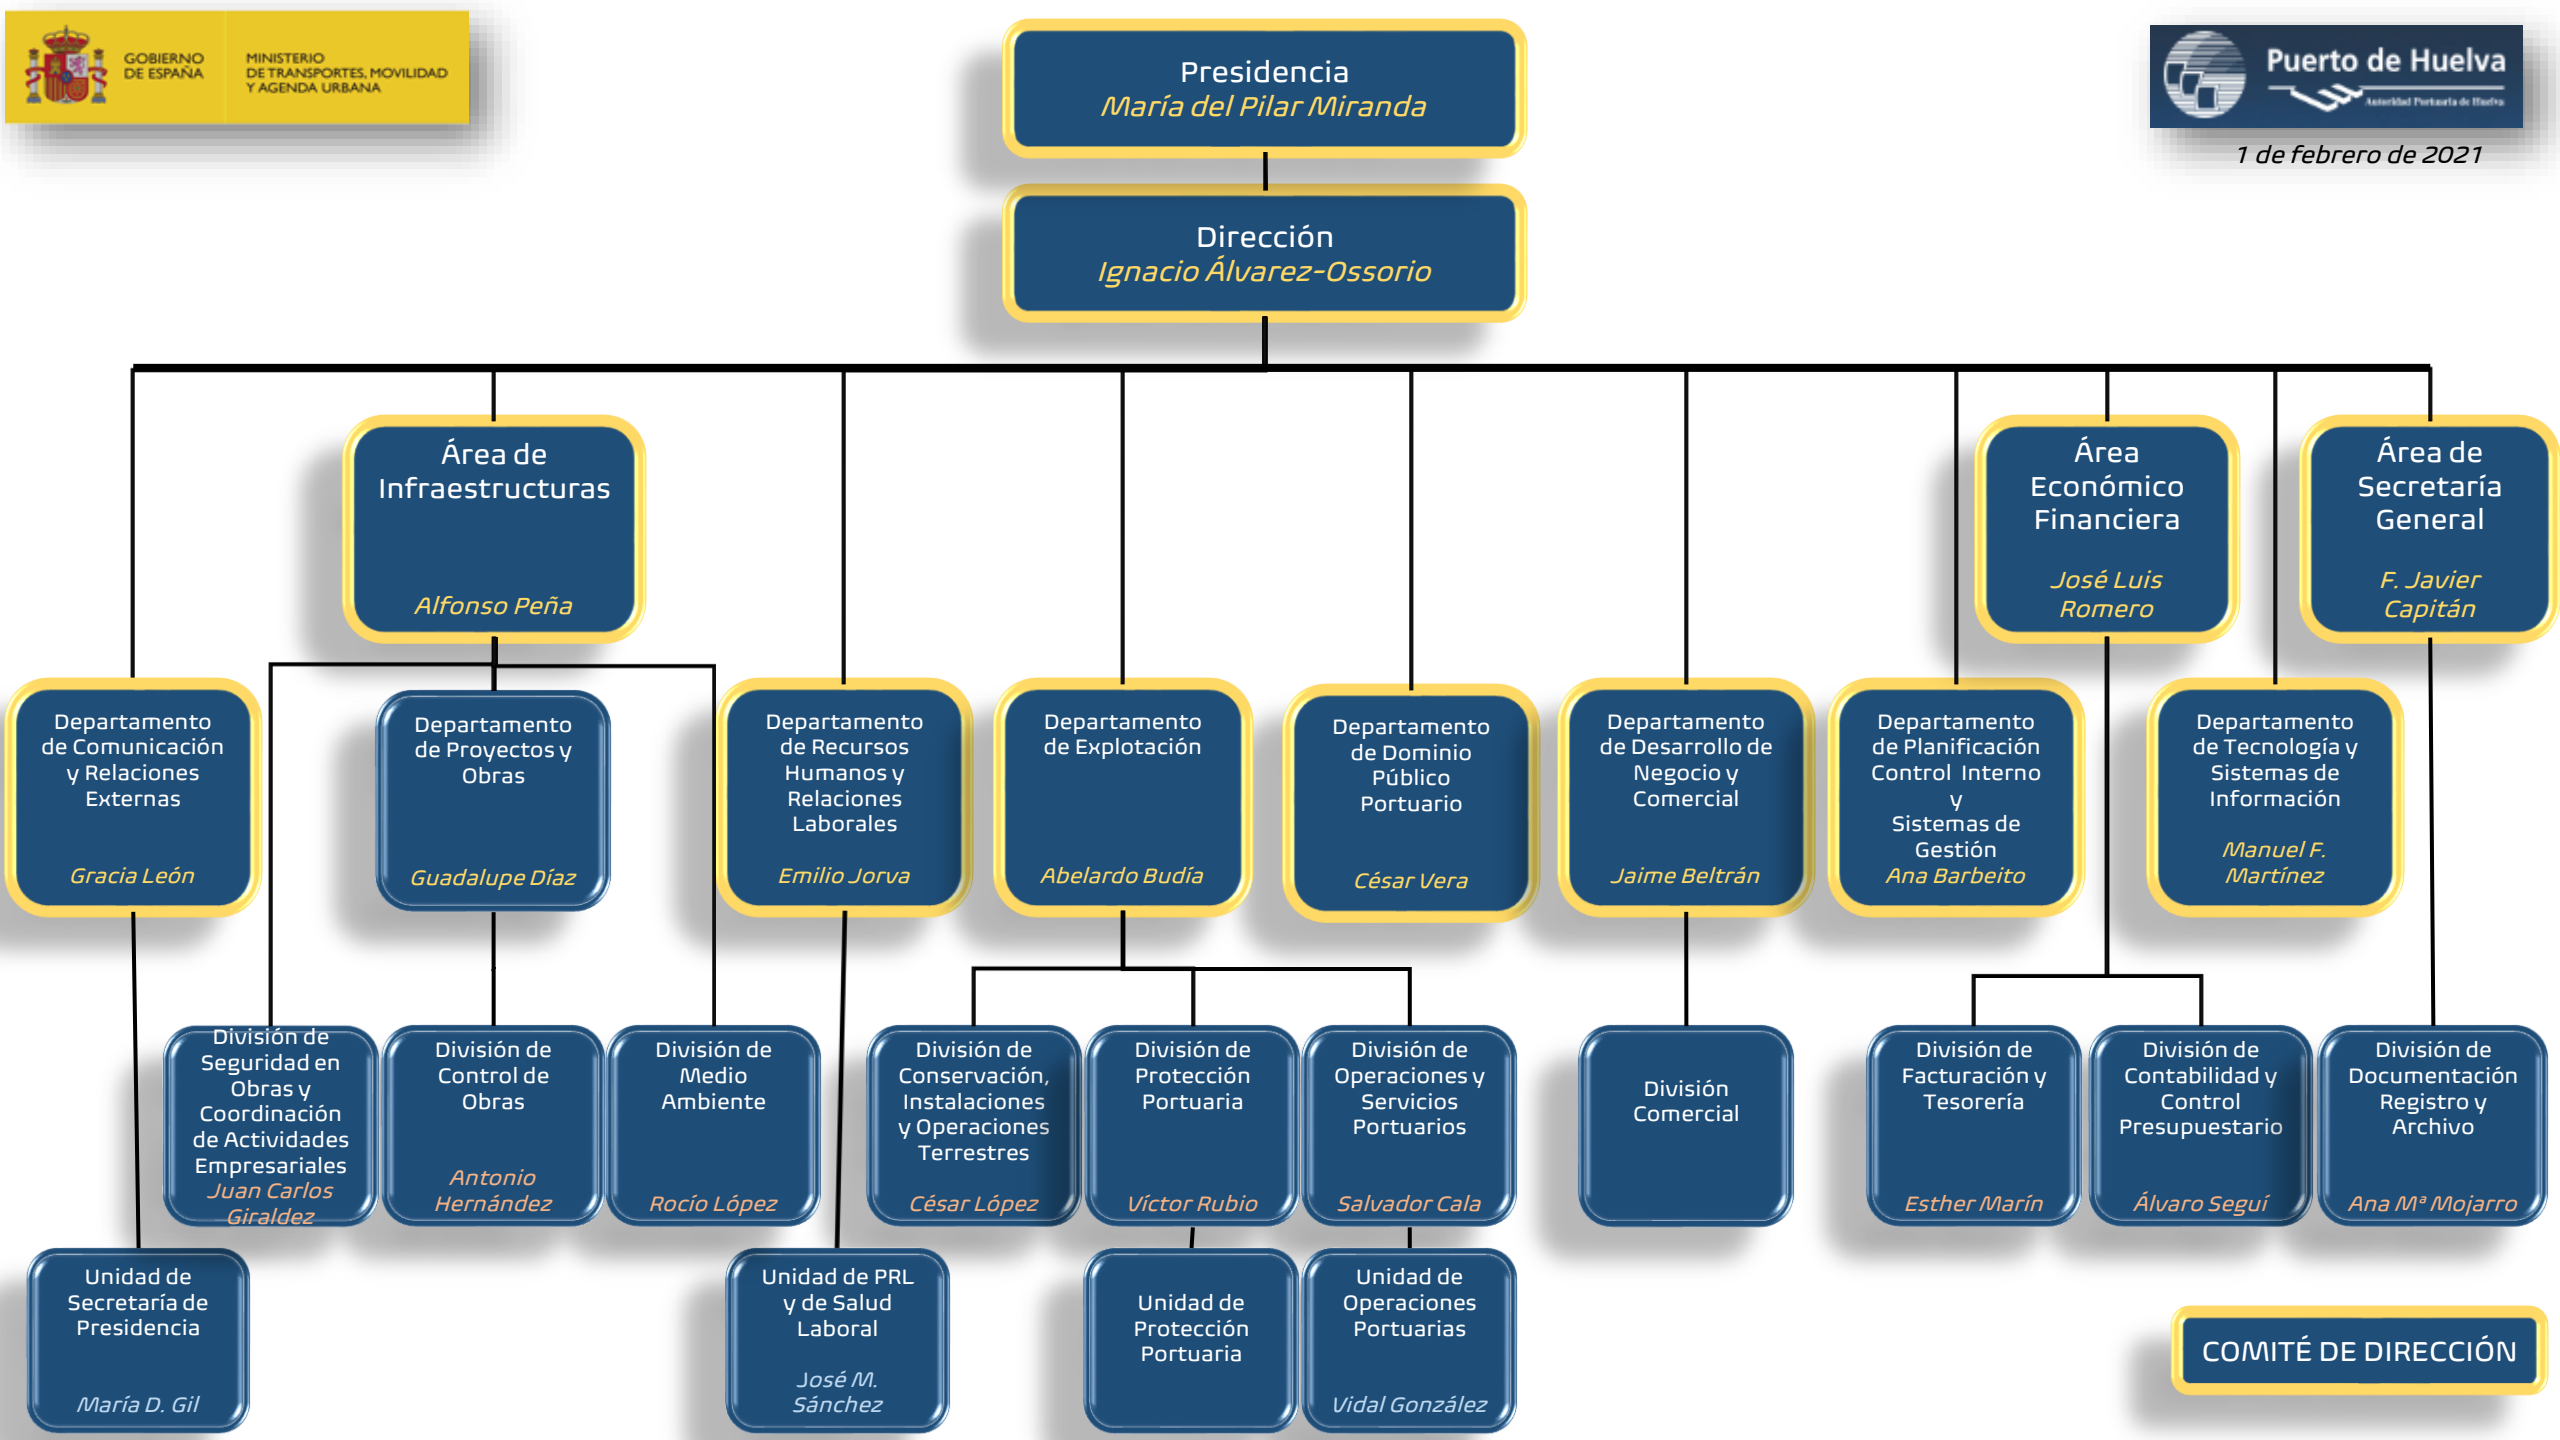 GOBIERNO
DE ESPAÑA
MINISTERIO
DE TRANSPORTES, MOVILIDAD
Y AGENDA URBANA
Presidencia
María del Pilar Miranda
Puerto de Huelva
Autoridad Portuaria de Huelva
1 de febrero de 2021
Dirección
Ignacio Álvarez-Ossorio
Área de
Infraestructuras
Alfonso Peña
Área
Económico
Financiera
José Luis
Romero
Área de
Secretaría
General
F. Javier
Capitán
Departamento
de Comunicación
y Relaciones
Externas
Gracia León
Departamento
de Proyectos y
Obras
Guadalupe Díaz
Departamento
de Recursos
Humanos y
Relaciones
Laborales
Emilio Jorva
Departamento
de Explotación
Abelardo Budía
Departamento
de Dominio
Público
Portuario
César Vera
Departamento
de Desarrollo de
Negocio y
Comercial
Jaime Beltrán
Departamento
de Planificación
Control Interno
y
Sistemas de
Gestión
Ana Barbeito
Departamento
de Tecnología y
Sistemas de
Información
Manuel F.
Martínez
División de
Seguridad en
Obras y
Coordinación
de Actividades
Empresariales
Juan Carlos
Giraldez
División de
Control de
Obras
Antonio
Hernández
División de
Medio
Ambiente
Rocío López
División de
Conservación,
Instalaciones
y Operaciones
Terrestres
César López
División de
Protección
Portuaria
Víctor Rubio
División de
Operaciones y
Servicios
Portuarios
Salvador Cala
División
Comercial
División de
Facturación y
Tesorería
Esther Marín
División de
Contabilidad y
Control
Presupuestario
Álvaro Seguí
División de
Documentación
Registro y
Archivo
Ana Mª Mojarro
Unidad de
Secretaría de
Presidencia
María D. Gil
Unidad de PRL
y de Salud
Laboral
José M.
Sánchez
Unidad de
Protección
Portuaria
Unidad de
Operaciones
Portuarias
Vidal González
COMITÉ DE DIRECCIÓN